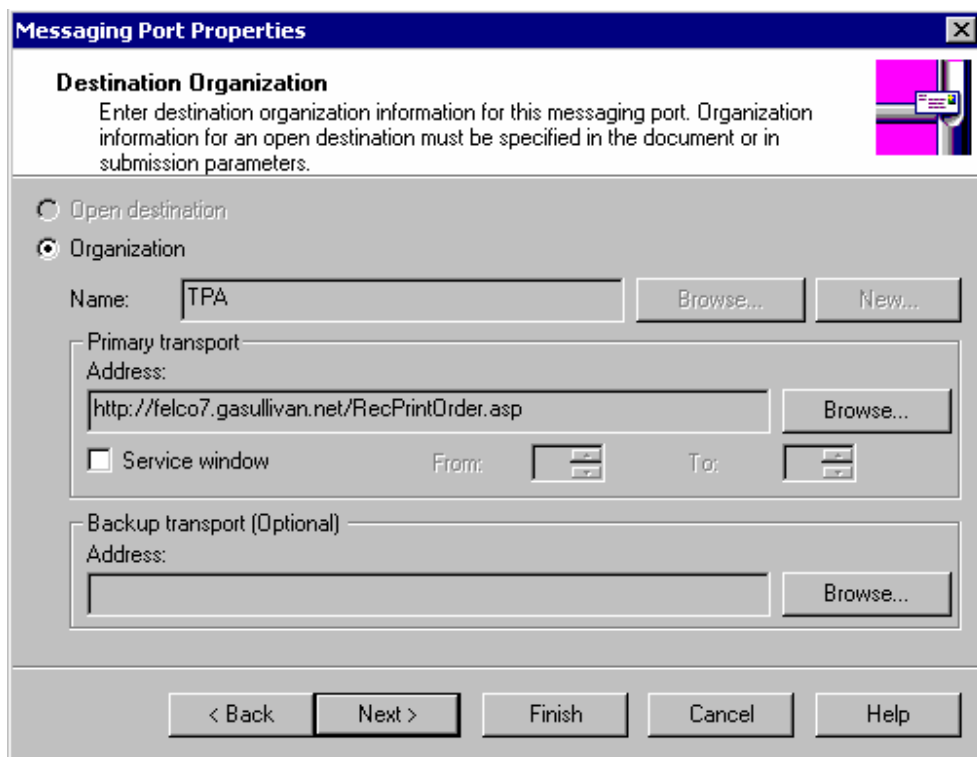 Messaging Port Properties
Destination Organization
Enter destination organization information for this messaging port. Organization
information for an open destination must be specified in the document or in
submission parameters.
Open destination
Organization
Name: TPA Browse... New...
Primary transport
Address:
http://felco7.gasullivan.net/RecPrintOrder.asp Browse...
Service window From: To:
Backup transport (Optional)
Address:
Browse...
< Back Next > Finish Cancel Help